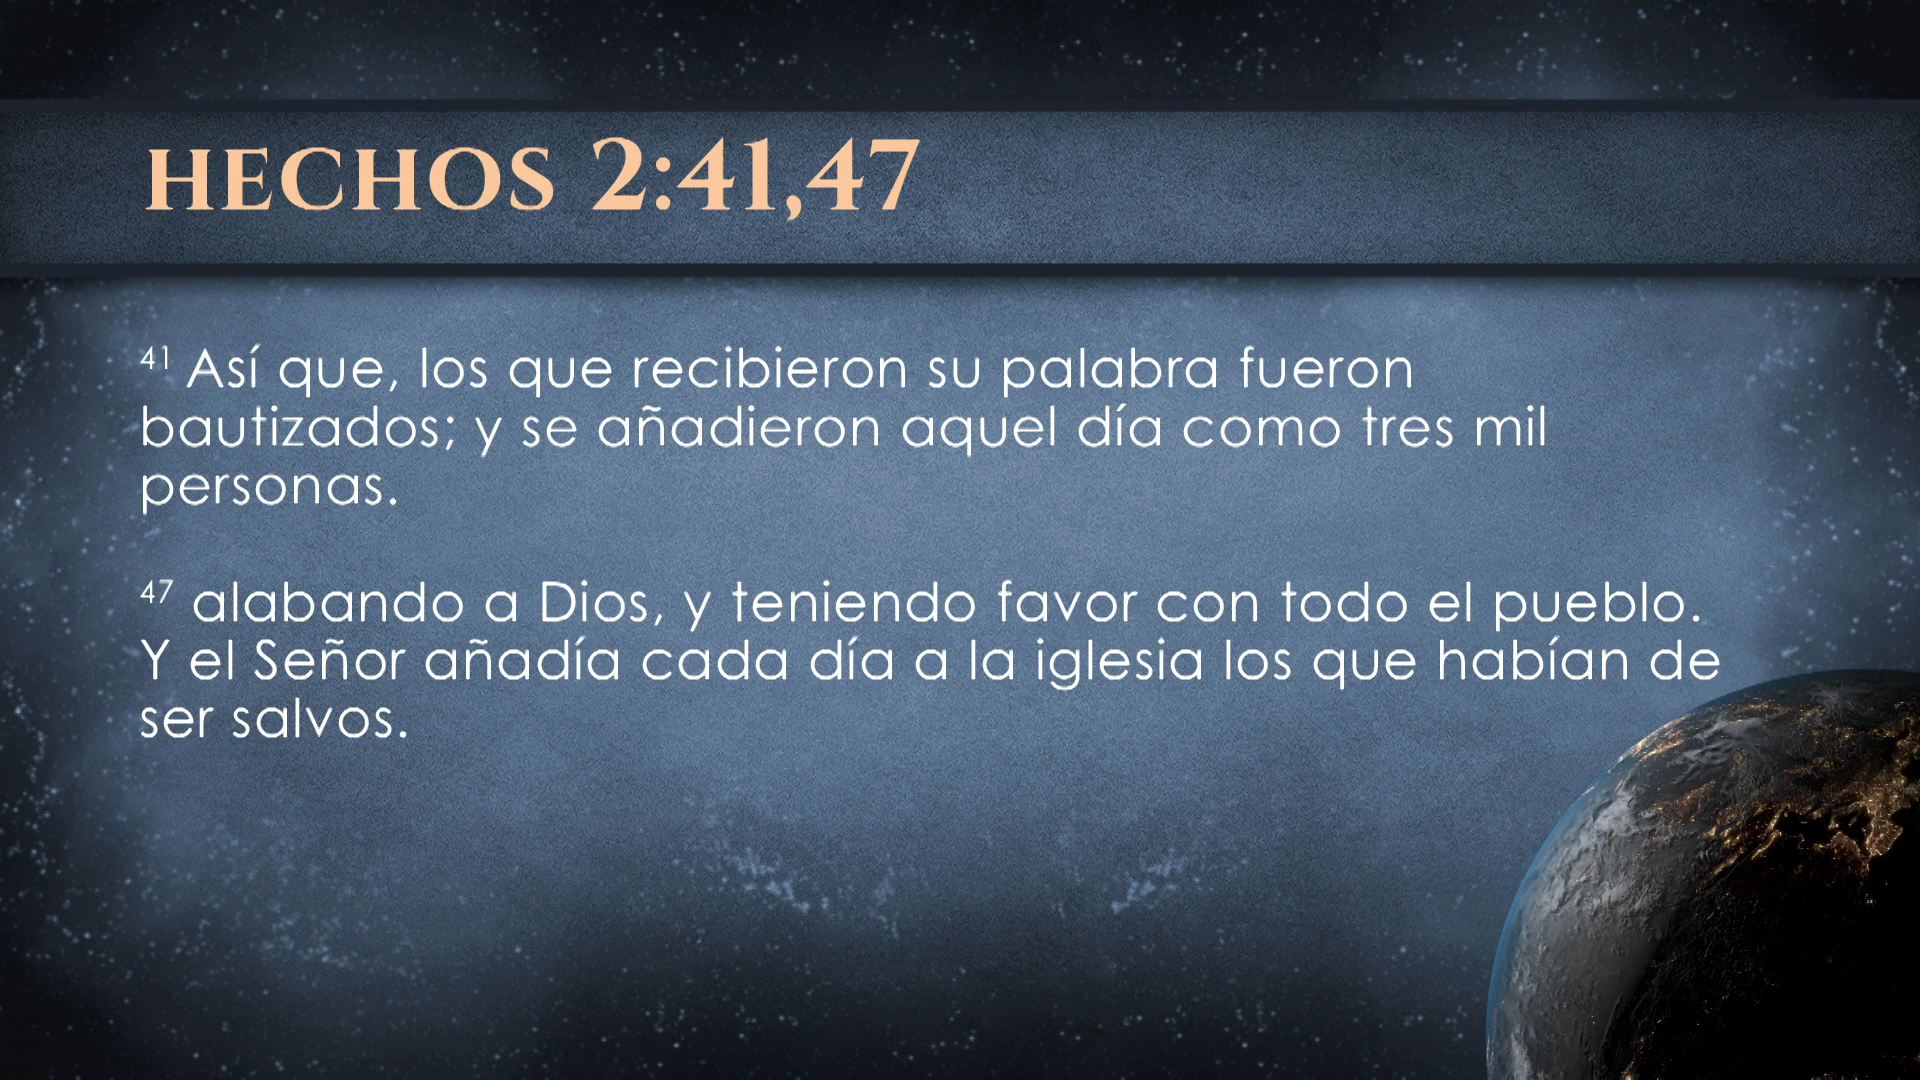 HECHOS 2:41,47
41 Así que, los que recibieron su palabra fueron
bautizados; y se añadieron aquel día como tres mil
personas.
47 alabando a Dios, y teniendo favor con todo el pueblo.
Y el Señor añadía cada día a la iglesia los que habían de
ser salvos.